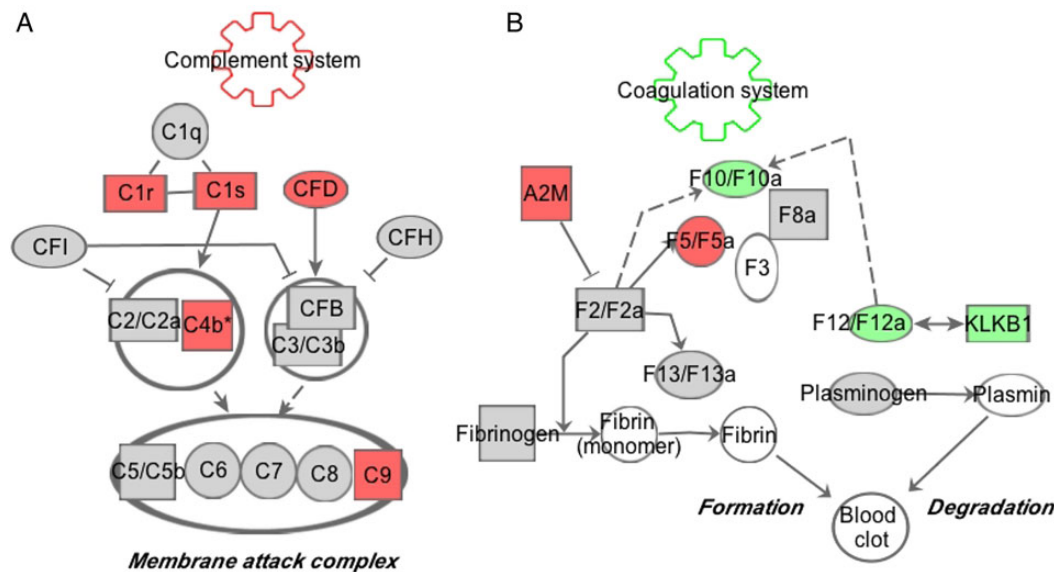 A
Complement system
C1q
C1r
C1s
CFD
CFI
CFH
C2/C2a
C4b*
CFB
C3/C3b
C5/C5b
C6
C7
C8
C9
Membrane attack complex
B
Coagulation system
A2M
F10/F10a
F8a
F5/F5a
F3
F2/F2a
F12/F12a
KLKB1
F13/F13a
Plasminogen
Plasmin
Fibrinogen
Fibrin
(monomer)
Fibrin
Formation
Degradation
Blood
clot